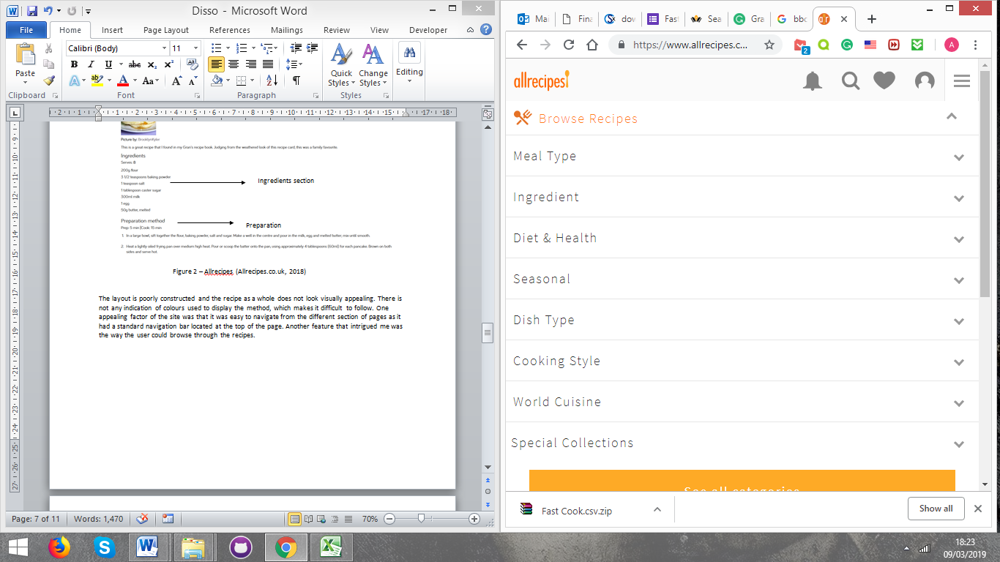 Disso - Microsoft Word
File Home Insert Page Layout References Mailings Review View Developer
Calibri (Body) 11
Paste
Quick Styles
Change Styles
Editing
Clipboard Font Paragraph Styles
Picture by: BrooklynKyler
This is a great recipe that I found in my Gran's recipe book. Judging from the weathered look of this recipe card, this was a family favourite.
Ingredients
Serves: 8
200g flour
3 1/2 teaspoons baking powder
1 teaspoon salt
1 tablespoon caster sugar
300ml milk
1 egg
50g butter, melted
Ingredients section
Preparation method
Prep: 5 min |Cook: 15 min
Preparation
1. In a large bowl, sift together the flour, baking powder, salt and sugar. Make a well in the centre and pour in the milk, egg and melted butter; mix until smooth.
2. Heat a lightly oiled frying pan over medium high heat. Pour or scoop the batter onto the pan, using approximately 4 tablespoons (60ml) for each pancake. Brown on both
sides and serve hot.
Figure 2 – Allrecipes (Allrecipes.co.uk, 2018)
The layout is poorly constructed and the recipe as a whole does not look visually appealing. There is
not any indication of colours used to display the method, which makes it difficult to follow. One
appealing factor of the site was that it was easy to navigate from the different section of pages as it
had a standard navigation bar located at the top of the page. Another feature that intrigued me was
the way the user could browse through the recipes.
Page: 7 of 11 Words: 1,470 70%
Mai Fina dov Fast Sea Gra bbc
https://www.allrecipes.c... 2 A
allrecipes
Browse Recipes
Meal Type
Ingredient
Diet & Health
Seasonal
Dish Type
Cooking Style
World Cuisine
Special Collections
See all categories
Fast Cook.csv.zip
Show all
18:23
09/03/2019